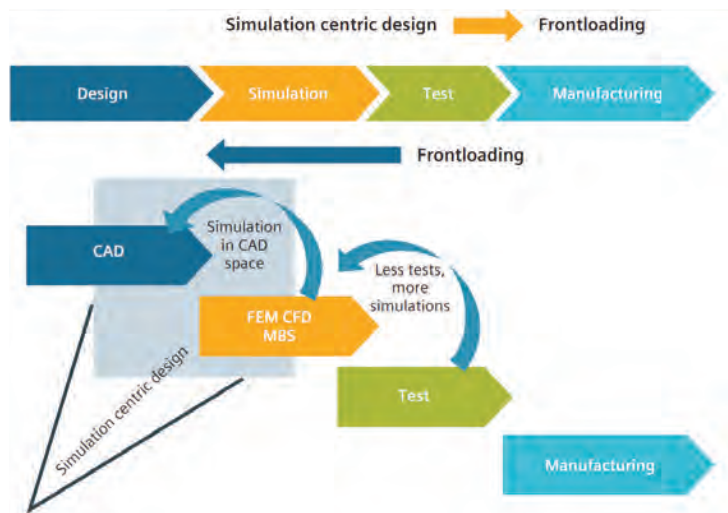 Simulation centric design
Frontloading
Design
Simulation
Test
Manufacturing
Frontloading
CAD
Simulation
in CAD
space
Less tests,
more
simulations
FEM CFD
MBS
Simulation centric design
Test
Manufacturing